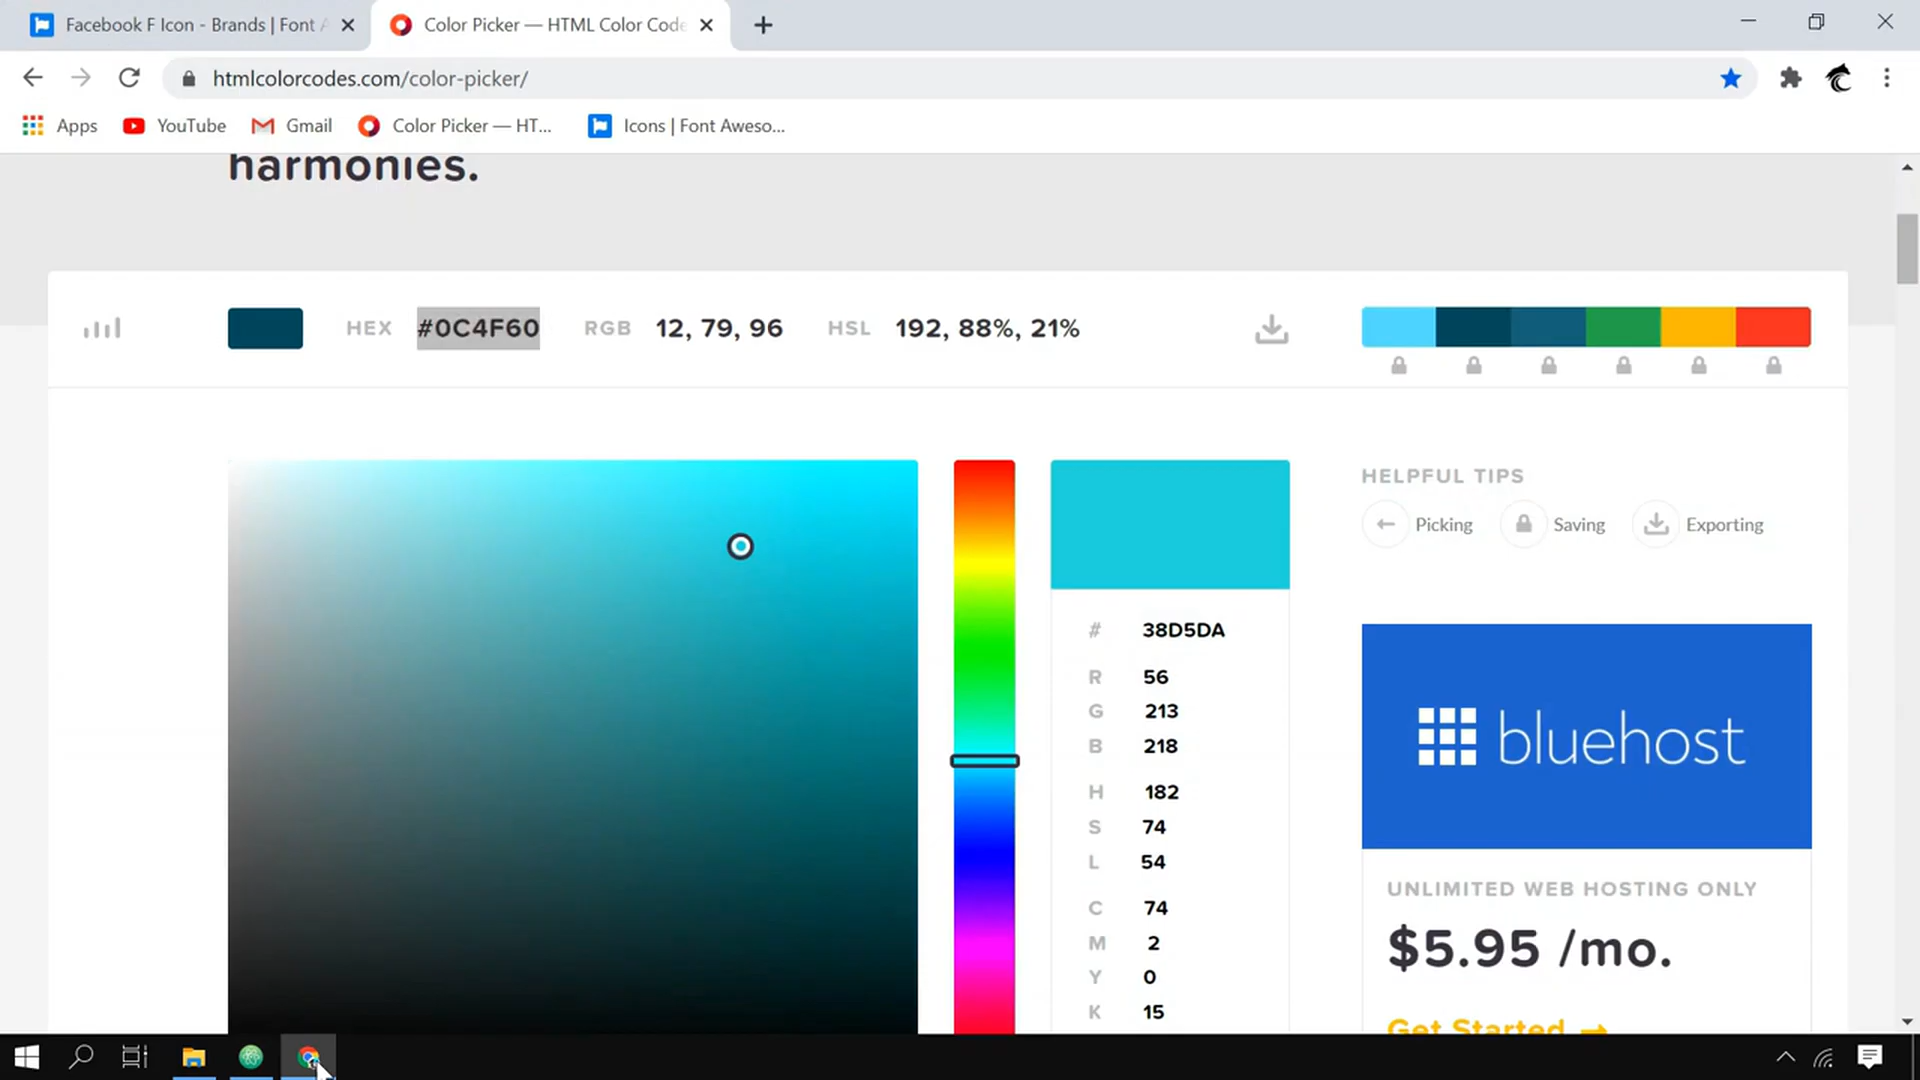 Facebook F Icon - Brands | Font A
Color Picker — HTML Color Code
htmlcolorcodes.com/color-picker/
Apps
YouTube
Gmail
Color Picker — HT...
Icons | Font Aweso...
harmonies.
HEX #0C4F60 RGB 12, 79, 96 HSL 192, 88%, 21%
# 38D5DA
R 56
G 213
B 218
H 182
S 74
L 54
C 74
M 2
Y 0
K 15
HELPFUL TIPS
Picking Saving Exporting
bluehost
UNLIMITED WEB HOSTING ONLY
$5.95 /mo.
Get Started →